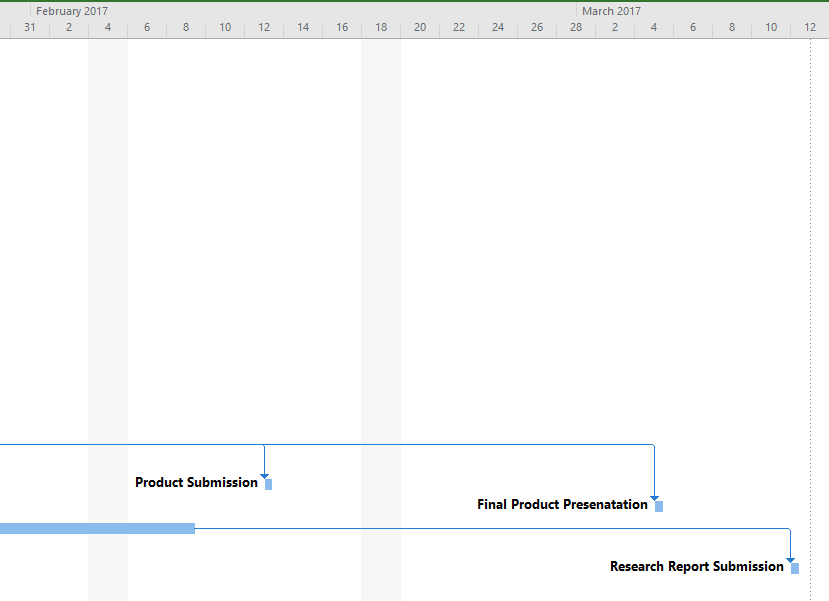 February 2017 March 2017
31 2 4 6 8 10 12 14 16 18 20 22 24 26 28 2 4 6 8 10 12
Product Submission
Final Product Presenatation
Research Report Submission